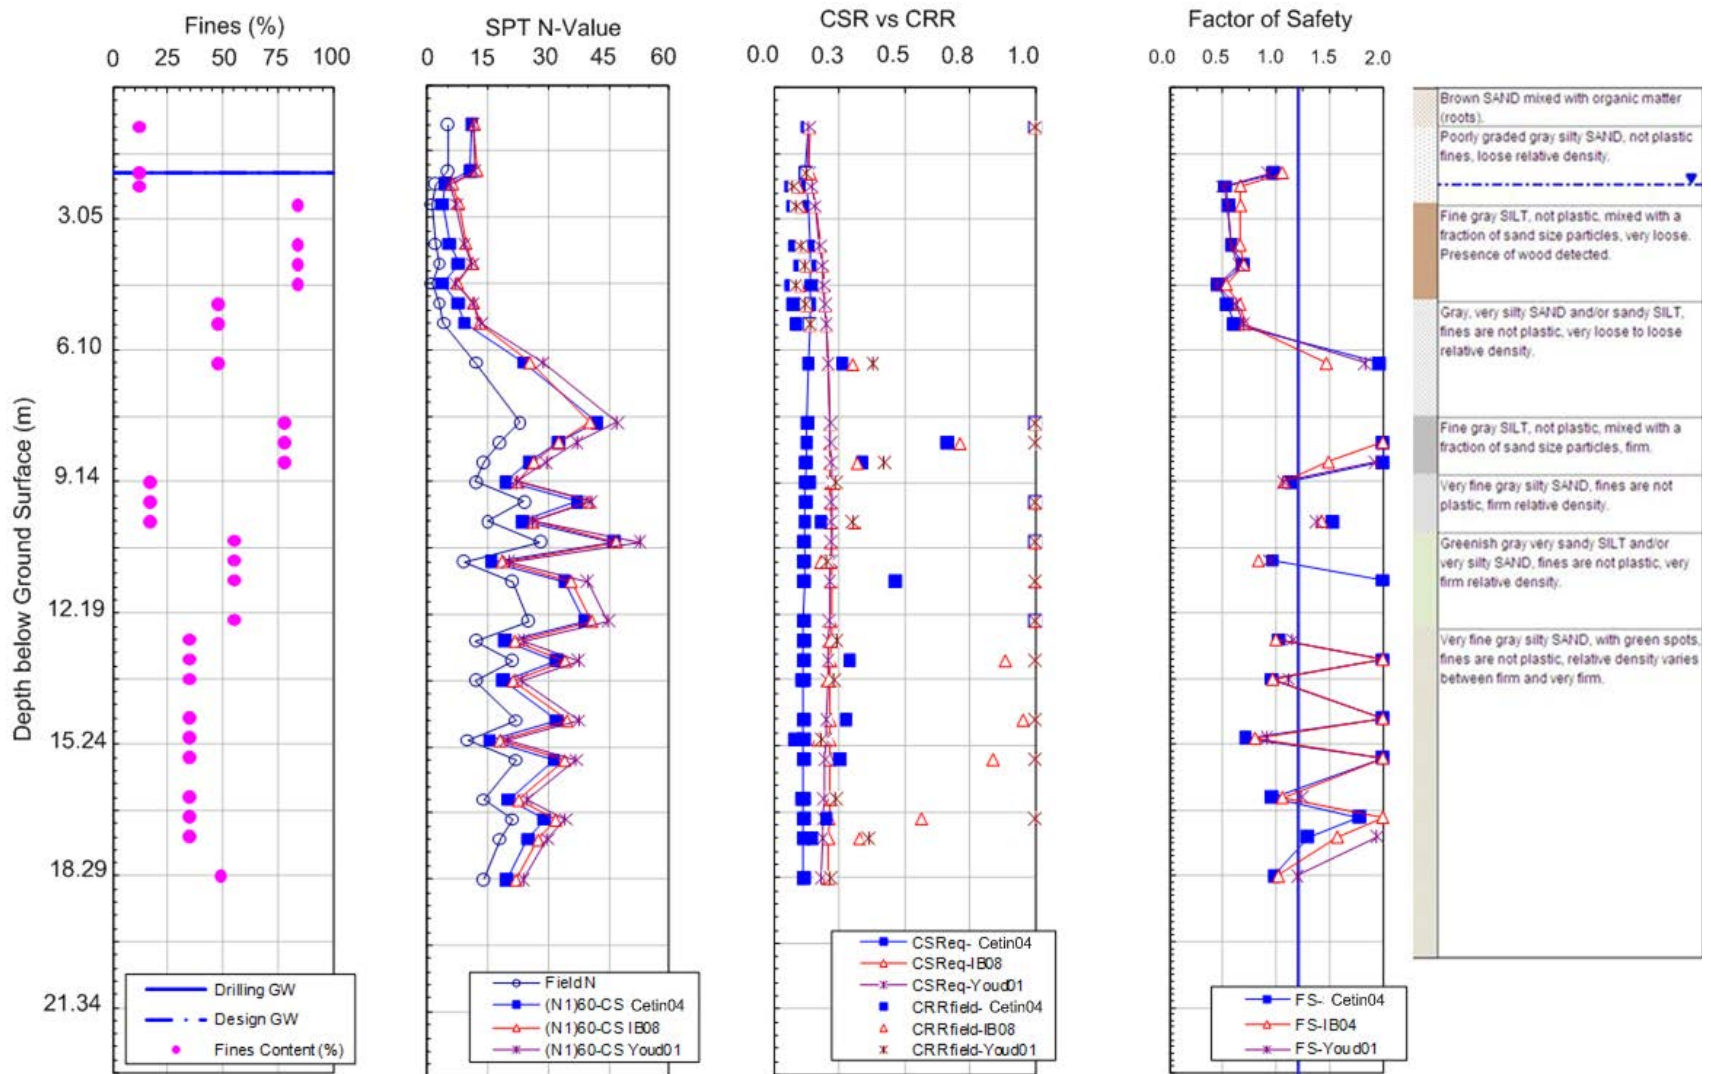 Fines (%)
0 25 50 75 100
SPT N-Value
0 15 30 45 60
CSR vs CRR
0.0 0.3 0.5 0.8 1.0
Factor of Safety
0.0 0.5 1.0 1.5 2.0
Depth below Ground Surface (m)
3.05
6.10
9.14
12.19
15.24
18.29
21.34
Drilling GW
Design GW
Fines Content (%)
Field N
(N1)60-CS Cetin04
(N1)60-CS IB08
(N1)60-CS Youd01
CSReq- Cetin04
CSReq-IB08
CSReq-Youd01
CRRfield- Cetin04
CRRfield-IB08
CRRfield-Youd01
FS-: Cetin04
FS-IB04
FS-Youd01
Brown SAND mixed with organic matter
(roots).
Poorly graded gray silty SAND, not plastic
fines, loose relative density.
Fine gray SILT, not plastic, mixed with a
fraction of sand size particles, very loose.
Presence of wood detected.
Gray, very silty SAND and/or sandy SILT,
fines are not plastic, very loose to loose
relative density.
Fine gray SILT, not plastic, mixed with a
fraction of sand size particles, firm.
Very fine gray silty SAND, fines are not
plastic, firm relative density.
Greenish gray very sandy SILT and/or
very silty SAND, fines are not plastic, very
firm relative density.
Very fine gray silty SAND, with green spots,
fines are not plastic, relative density varies
between firm and very firm.